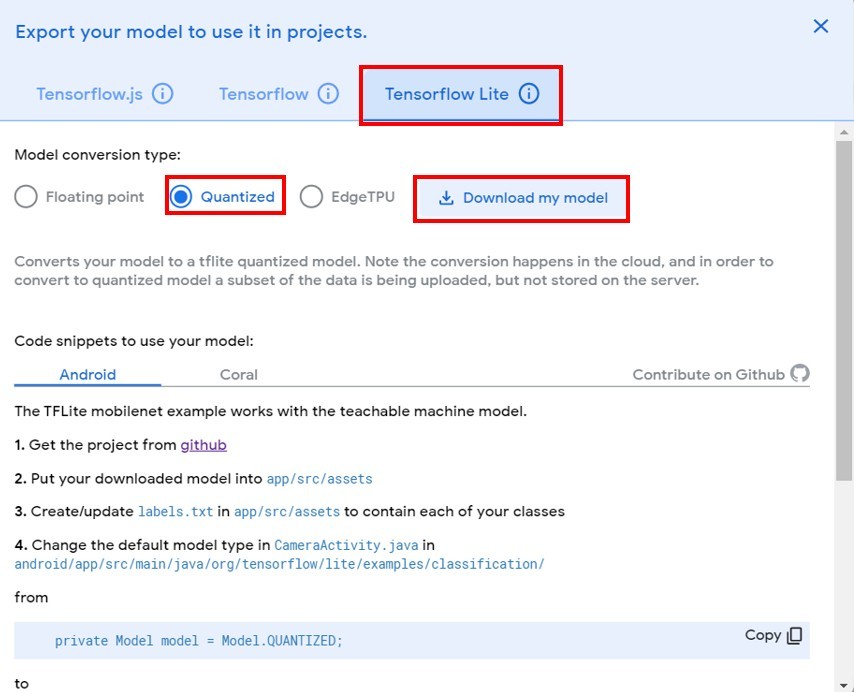 Export your model to use it in projects.
Tensorflow.js Tensorflow Tensorflow Lite
Model conversion type:
Floating point Quantized EdgeTPU Download my model
Converts your model to a tflite quantized model. Note the conversion happens in the cloud, and in order to
convert to quantized model a subset of the data is being uploaded, but not stored on the server.
Code snippets to use your model:
Android Coral Contribute on Github
The TFLite mobilenet example works with the teachable machine model.
1. Get the project from github
2. Put your downloaded model into app/src/assets
3. Create/update labels.txt in app/src/assets to contain each of your classes
4. Change the default model type in CameraActivity.java in
android/app/src/main/java/org/tensorflow/lite/examples/classification/
from
private Model model = Model.QUANTIZED; Copy
to